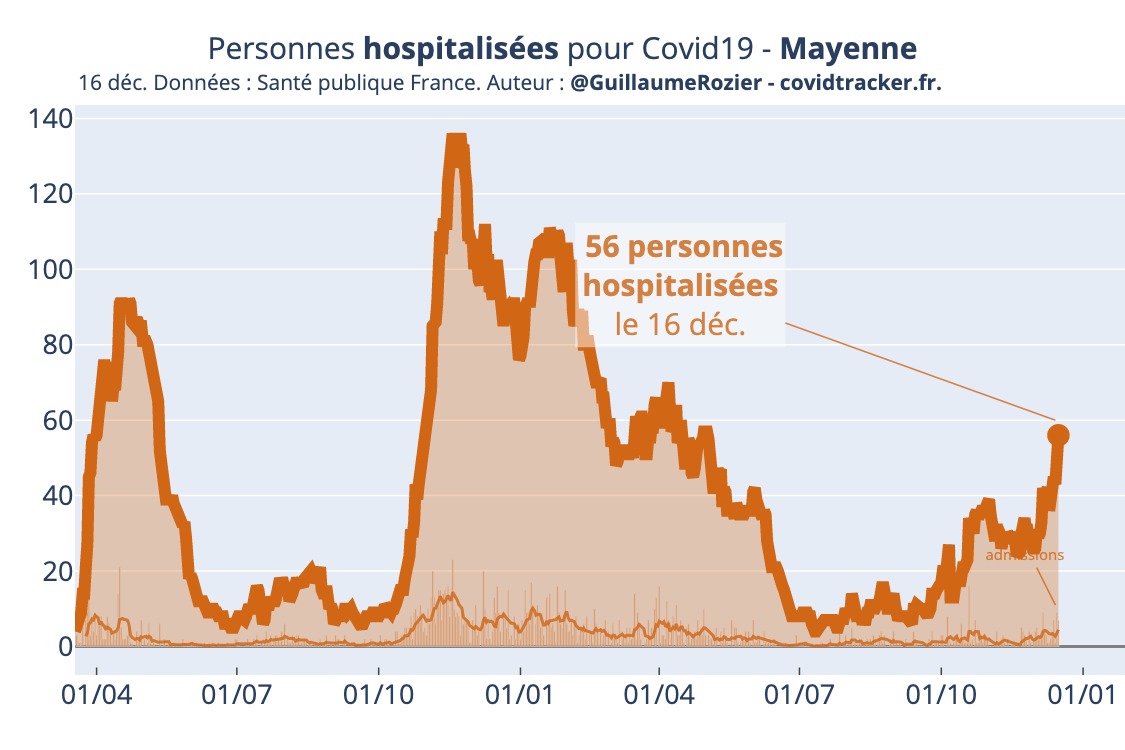 Personnes hospitalisées pour Covid19 - Mayenne
16 déc. Données : Santé publique France. Auteur : @GuillaumeRozier - covidtracker.fr.
140
120
100
80
60
40
20
0
56 personnes
hospitalisées
le 16 déc.
admissions
01/04 01/07 01/10 01/01 01/04 01/07 01/10 01/01